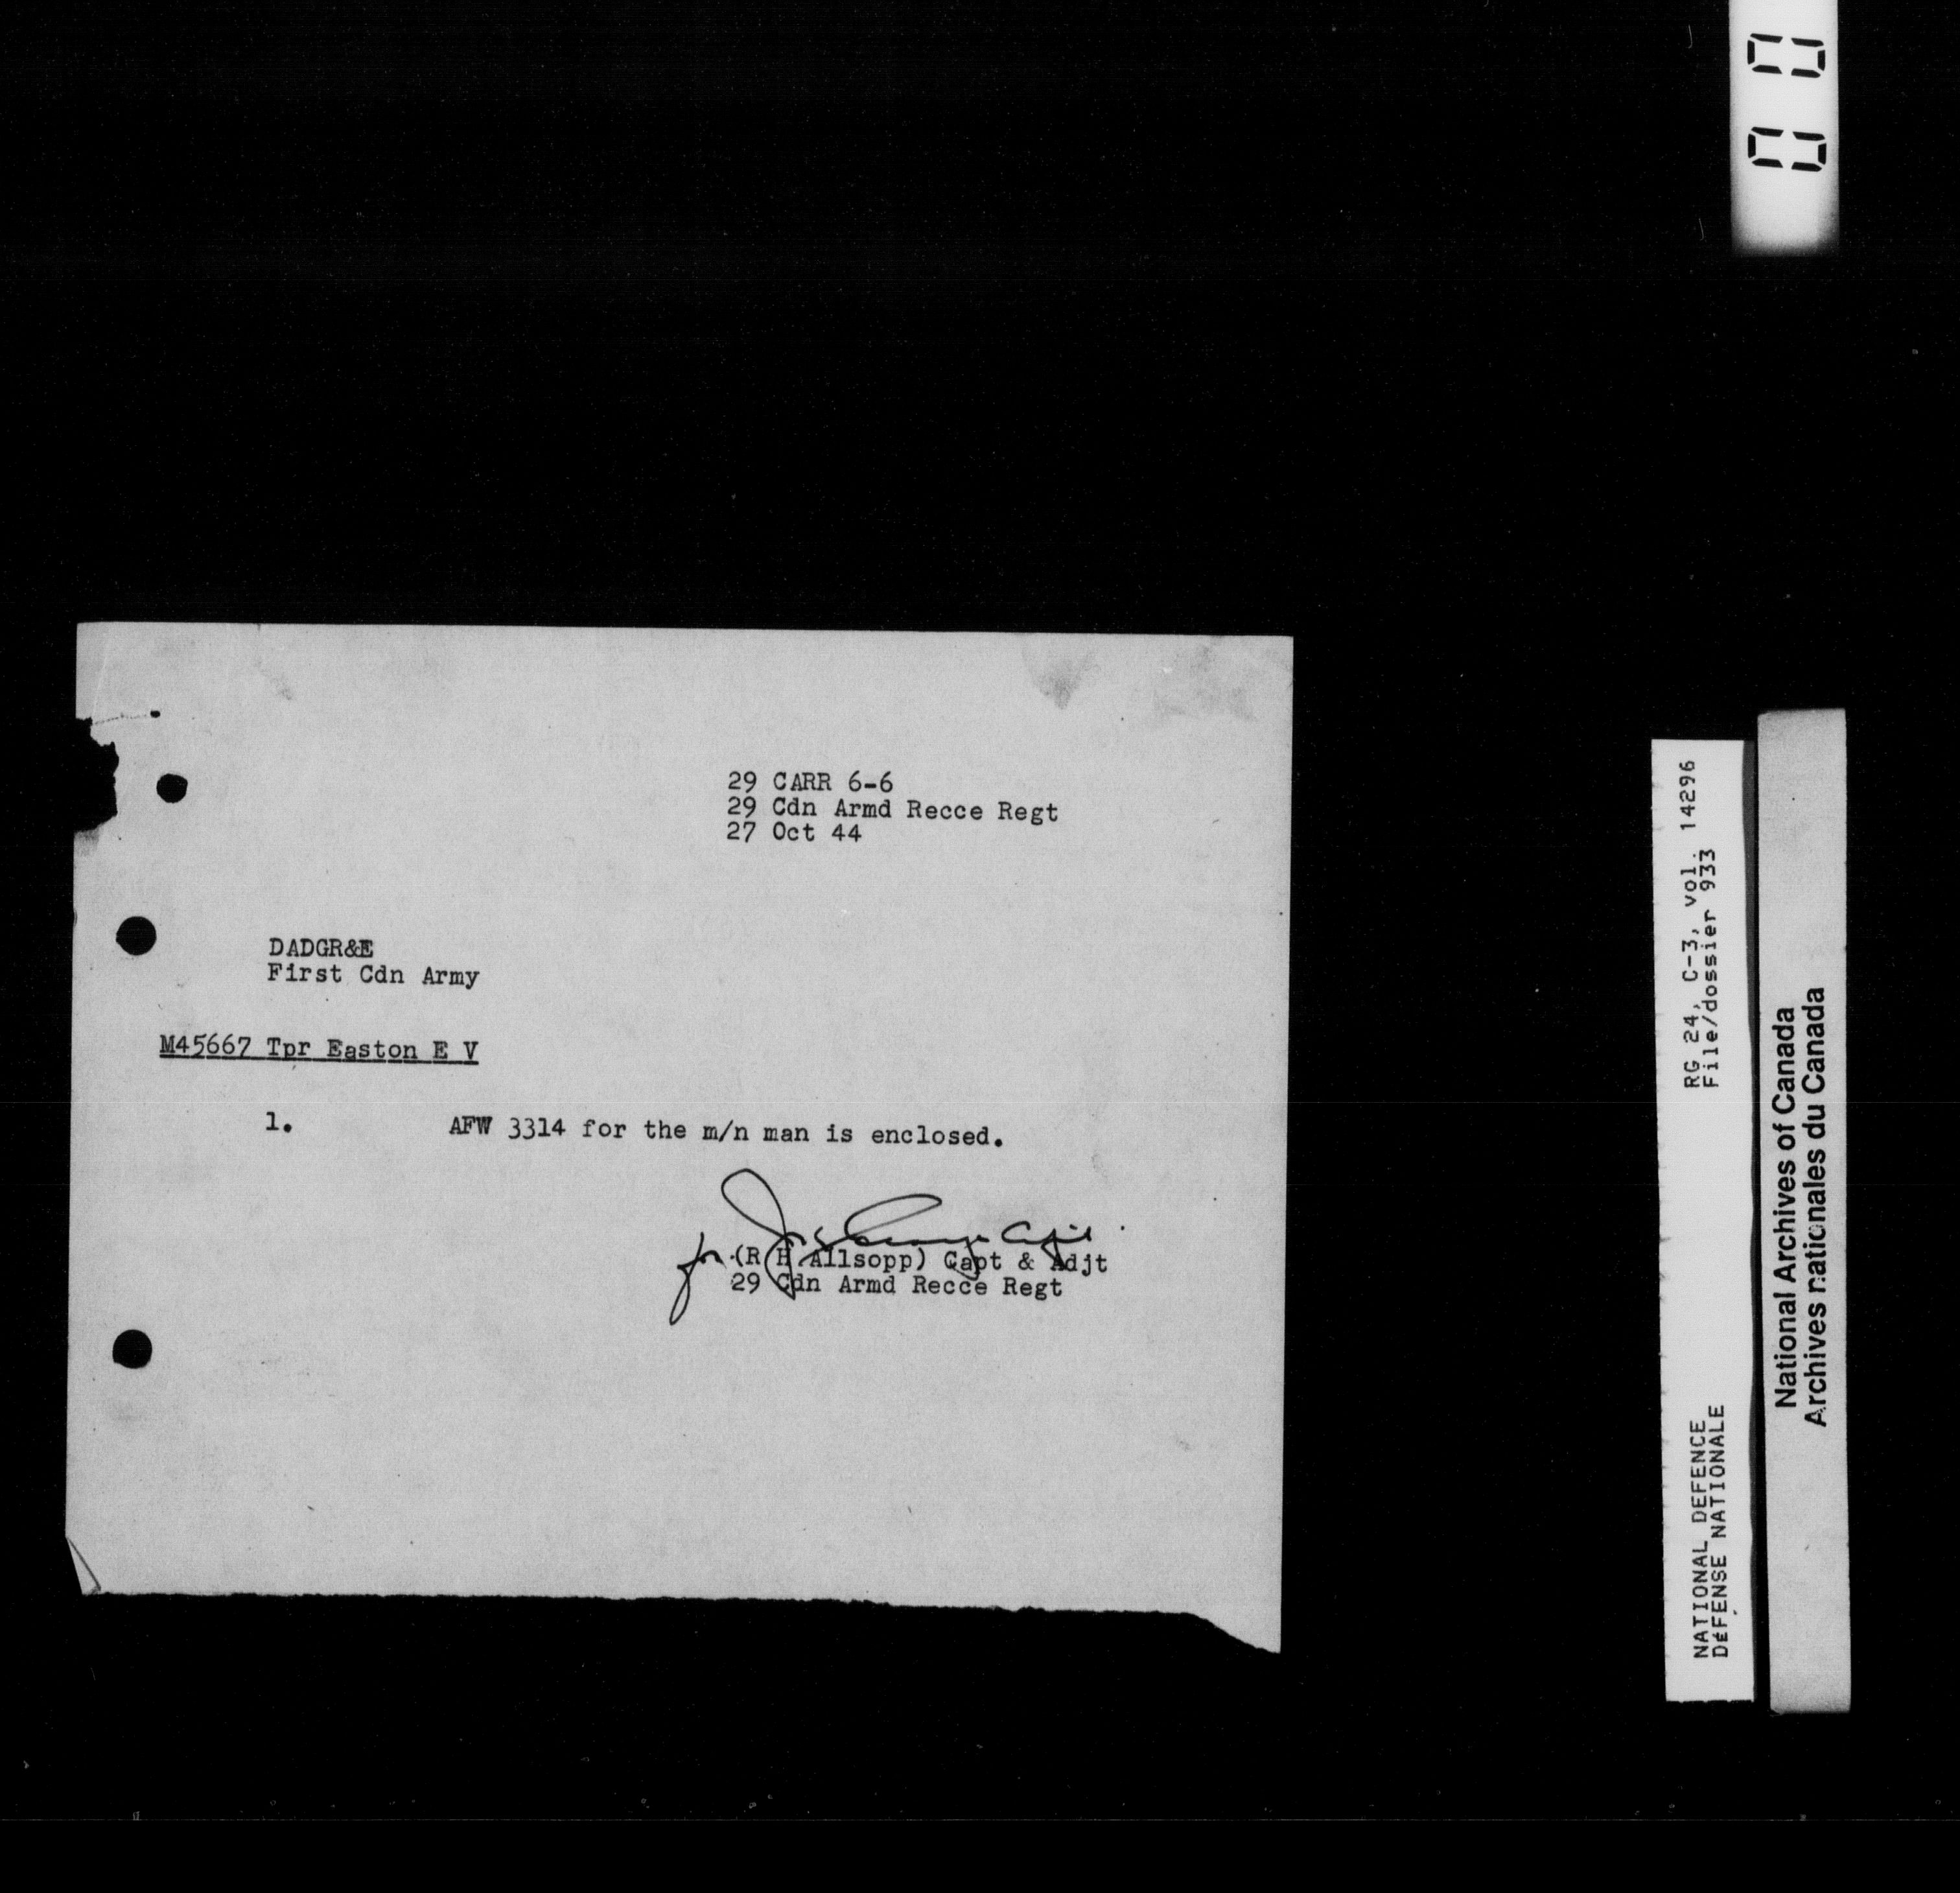 29 CARR 6-6
29 Cdn Armd Recce Regt
27 Oct 44
DADGR&E
First Cdn Army
M45667 Tpr Easton E V
1. AFW 3314 for the m/n man is enclosed.
for (R H Allsopp) Capt & Adjt
29 Cdn Armd Recce Regt
NATIONAL DEFENCE RG 24, C-3, vol. 14296
DÉFENSE NATIONALE File/dossier 933
National Archives of Canada
Archives nationales du Canada